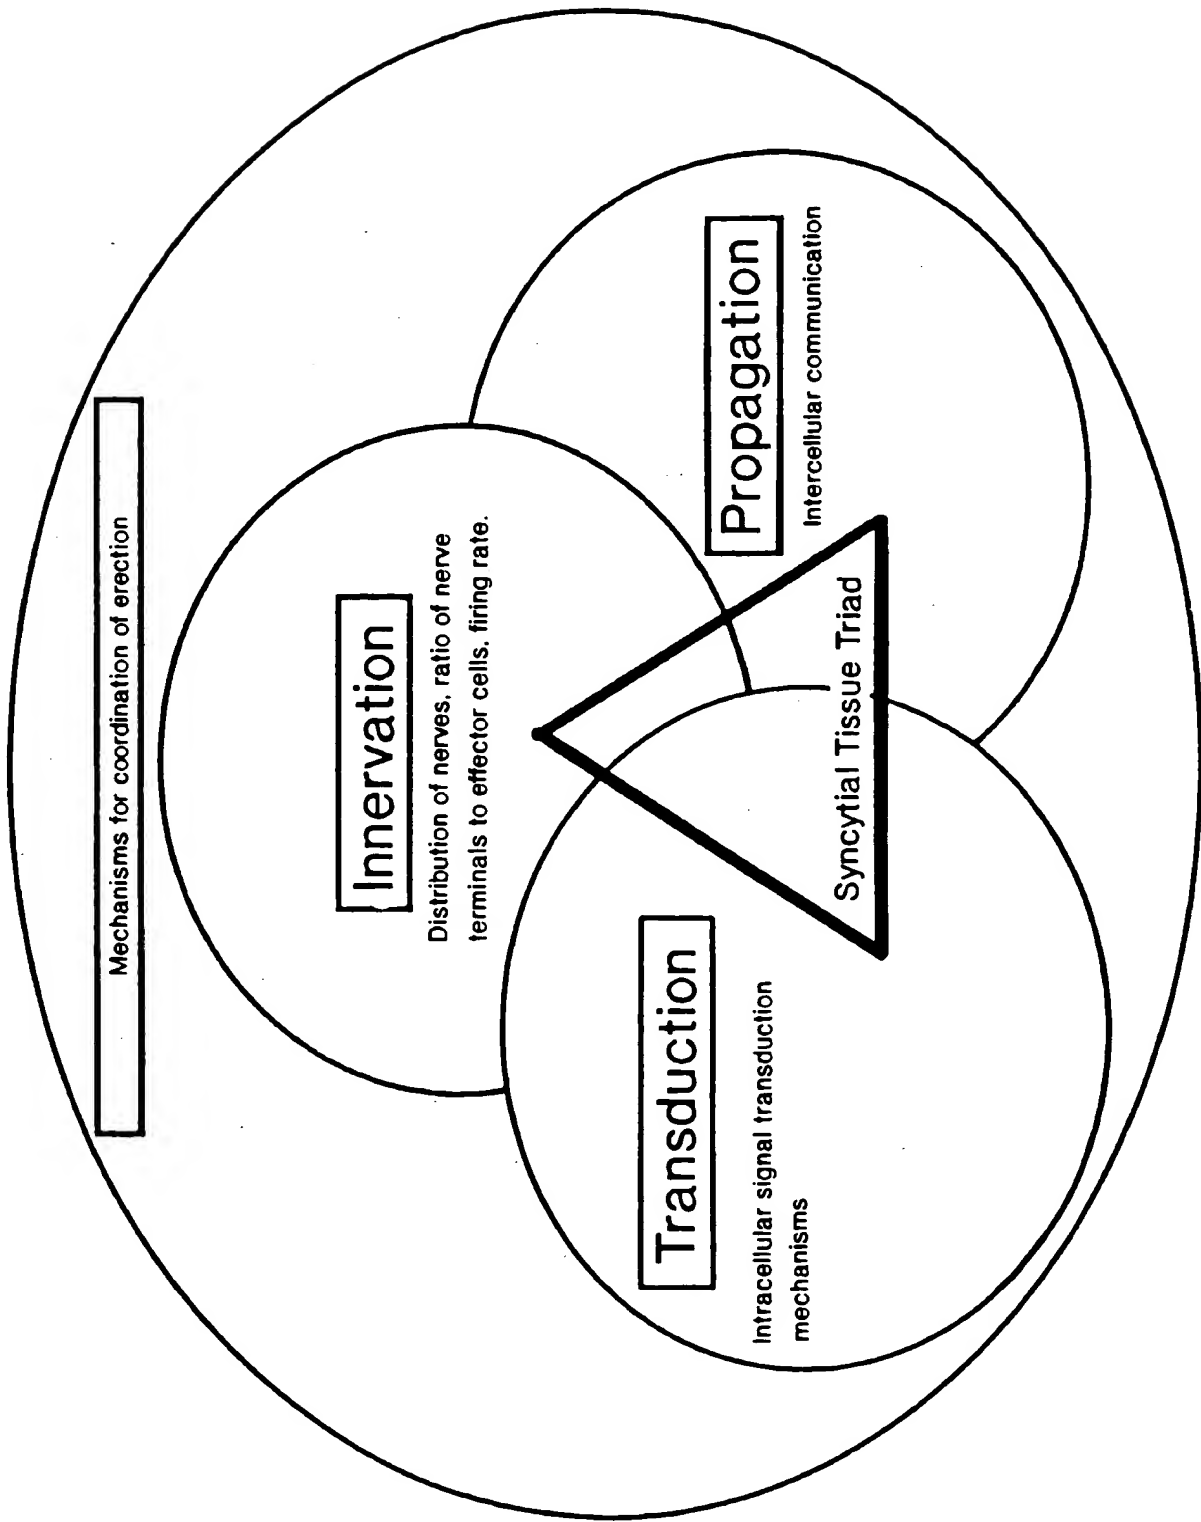 Mechanisms for coordination of erection
Innervation
Distribution of nerves, ratio of nerve
terminals to effector cells, firing rate.
Transduction
Intracellular signal transduction
mechanisms
Propagation
Intercellular communication
Syncytial Tissue Triad